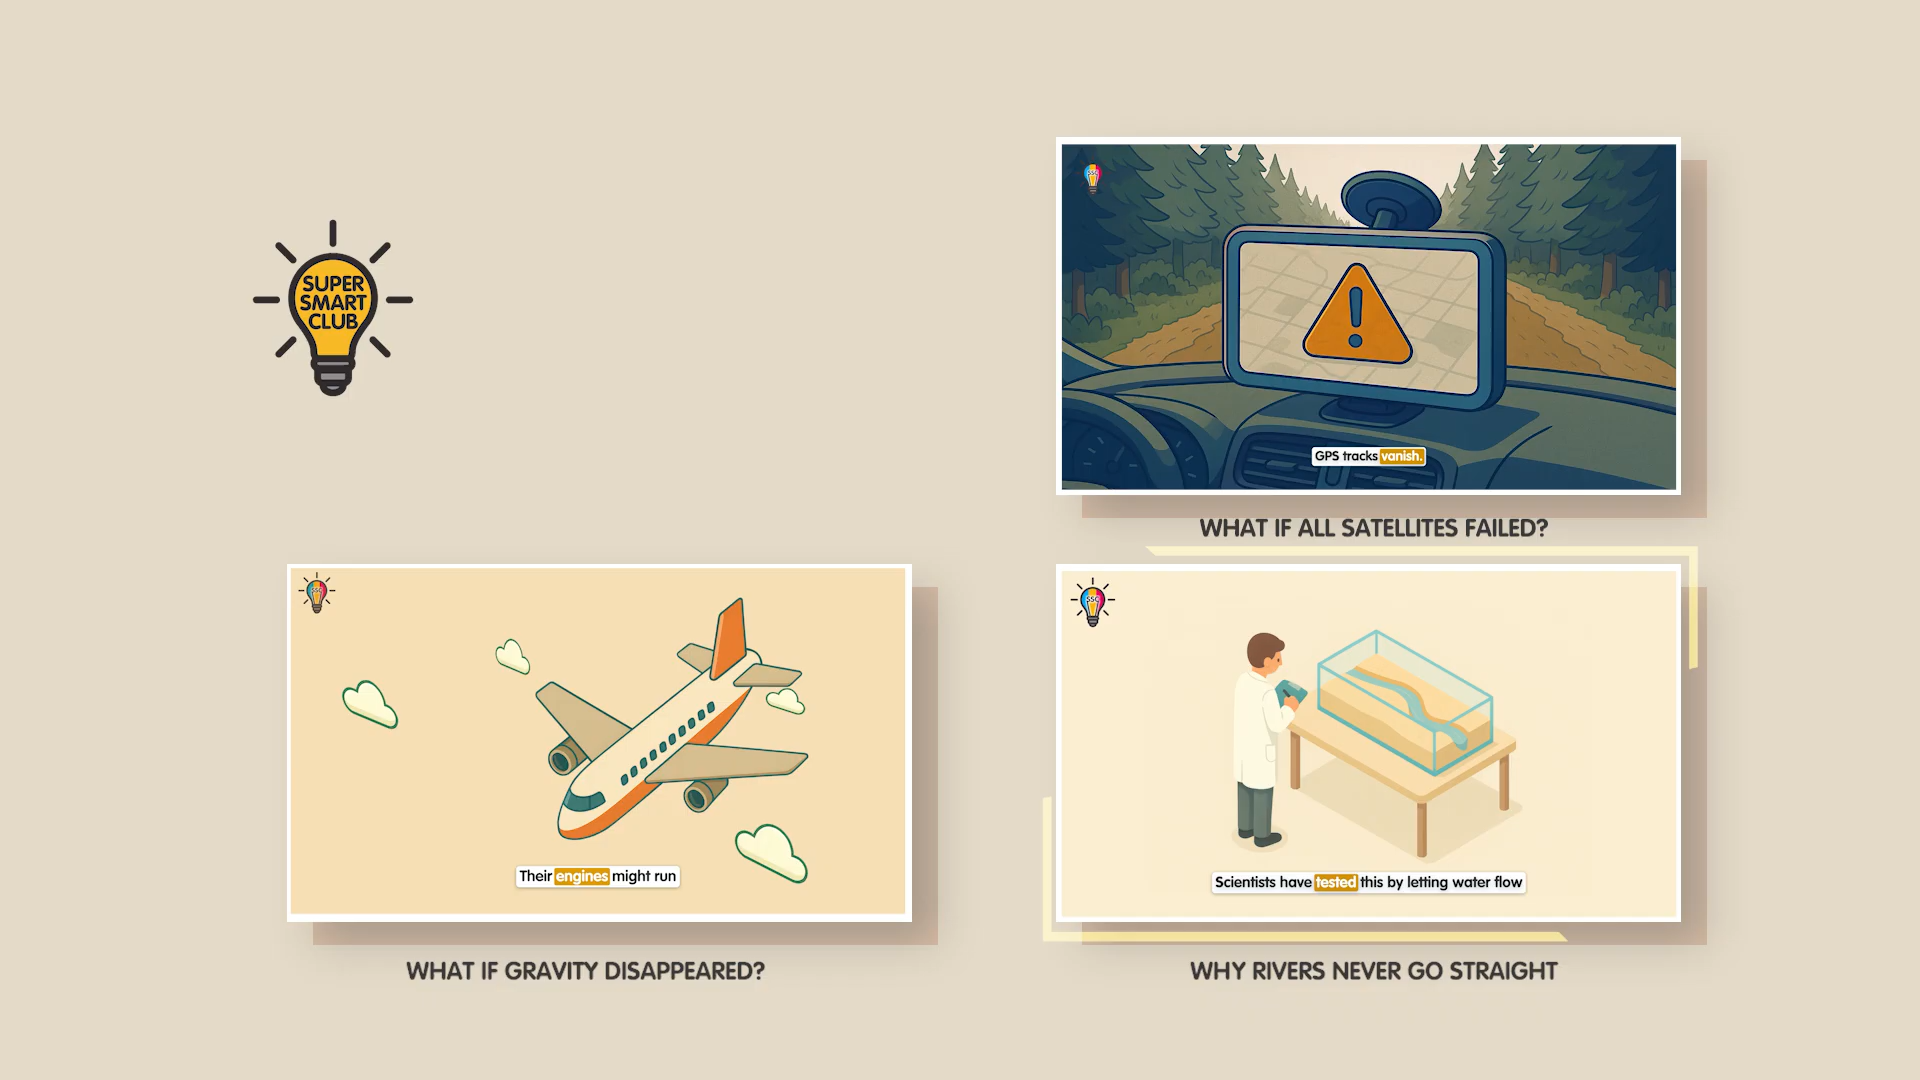 SUPER
SMART
CLUB
GPS tracks vanish.
WHAT IF ALL SATELLITES FAILED?
Their engines might run
WHAT IF GRAVITY DISAPPEARED?
SSC
Scientists have tested this by letting water flow
WHY RIVERS NEVER GO STRAIGHT